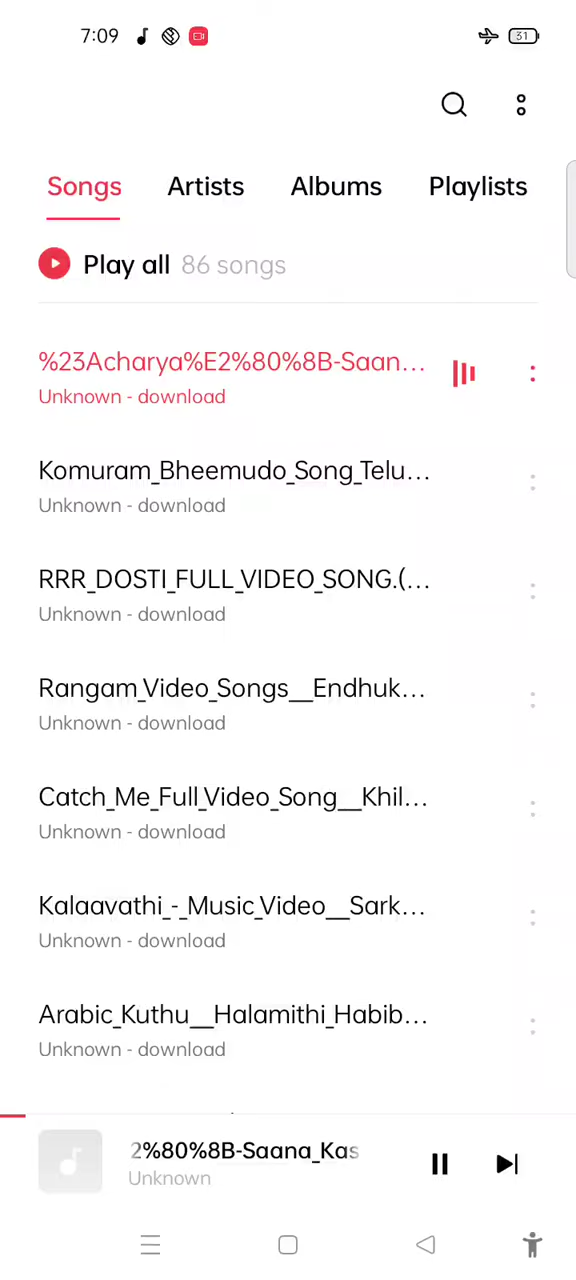 7:09
31
Songs Artists Albums Playlists
Play all 86 songs
%23Acharya%E2%80%8B-Saan...
Unknown - download
Komuram_Bheemudo_Song_Telu...
Unknown - download
RRR_DOSTI_FULL_VIDEO_SONG.(...
Unknown - download
Rangam_Video_Songs__Endhuk...
Unknown - download
Catch_Me_Full_Video_Song__Khil...
Unknown - download
Kalaavathi_-_Music_Video__Sark...
Unknown - download
Arabic_Kuthu__Halamithi_Habib...
Unknown - download
2%80%8B-Saana_Kas
Unknown